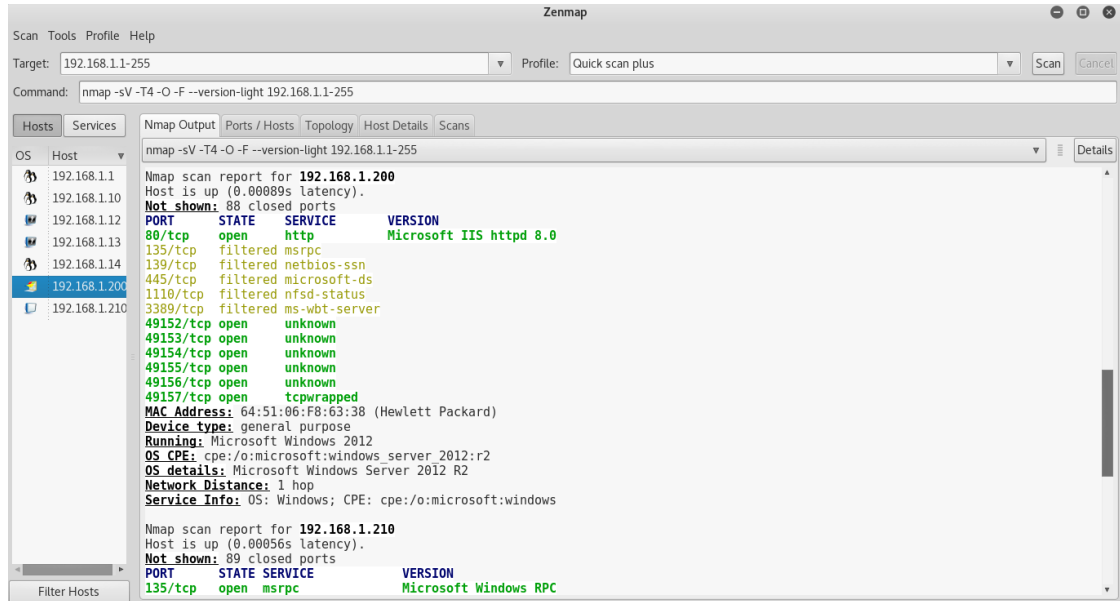 Zenmap
Scan Tools Profile Help
Target: 192.168.1.1-255 Profile: Quick scan plus Scan Cancel
Command: nmap -sV -T4 -O -F --version-light 192.168.1.1-255
Hosts Services Nmap Output Ports / Hosts Topology Host Details Scans
nmap -sV -T4 -O -F --version-light 192.168.1.1-255 Details
OS Host
192.168.1.1
192.168.1.10
192.168.1.12
192.168.1.13
192.168.1.14
192.168.1.200
192.168.1.210
Filter Hosts
Nmap scan report for 192.168.1.200
Host is up (0.00089s latency).
Not shown: 88 closed ports
PORT STATE SERVICE VERSION
80/tcp open http Microsoft IIS httpd 8.0
135/tcp filtered msrpc
139/tcp filtered netbios-ssn
445/tcp filtered microsoft-ds
1110/tcp filtered nfsd-status
3389/tcp filtered ms-wbt-server
49152/tcp open unknown
49153/tcp open unknown
49154/tcp open unknown
49155/tcp open unknown
49156/tcp open unknown
49157/tcp open tcpwrapped
MAC Address: 64:51:06:F8:63:38 (Hewlett Packard)
Device type: general purpose
Running: Microsoft Windows 2012
OS CPE: cpe:/o:microsoft:windows_server_2012:r2
OS details: Microsoft Windows Server 2012 R2
Network Distance: 1 hop
Service Info: OS: Windows; CPE: cpe:/o:microsoft:windows
Nmap scan report for 192.168.1.210
Host is up (0.00056s latency).
Not shown: 89 closed ports
PORT STATE SERVICE VERSION
135/tcp open msrpc Microsoft Windows RPC